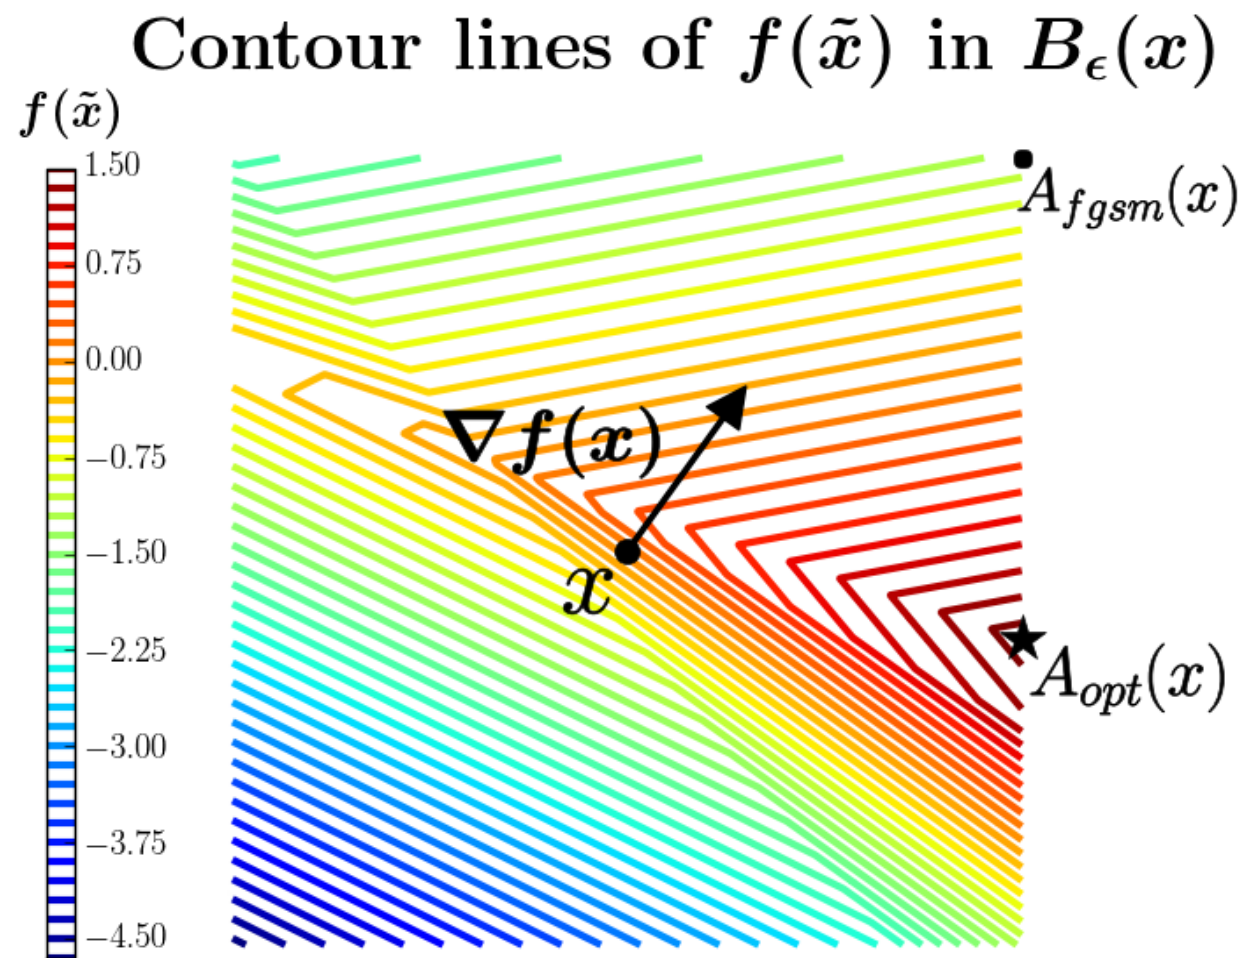 Contour lines of f(x̃) in Bϵ(x)
f(x̃)
1.50
0.75
0.00
−0.75
−1.50
−2.25
−3.00
−3.75
−4.50
A_fgsm(x)
∇f(x)
x
A_opt(x)